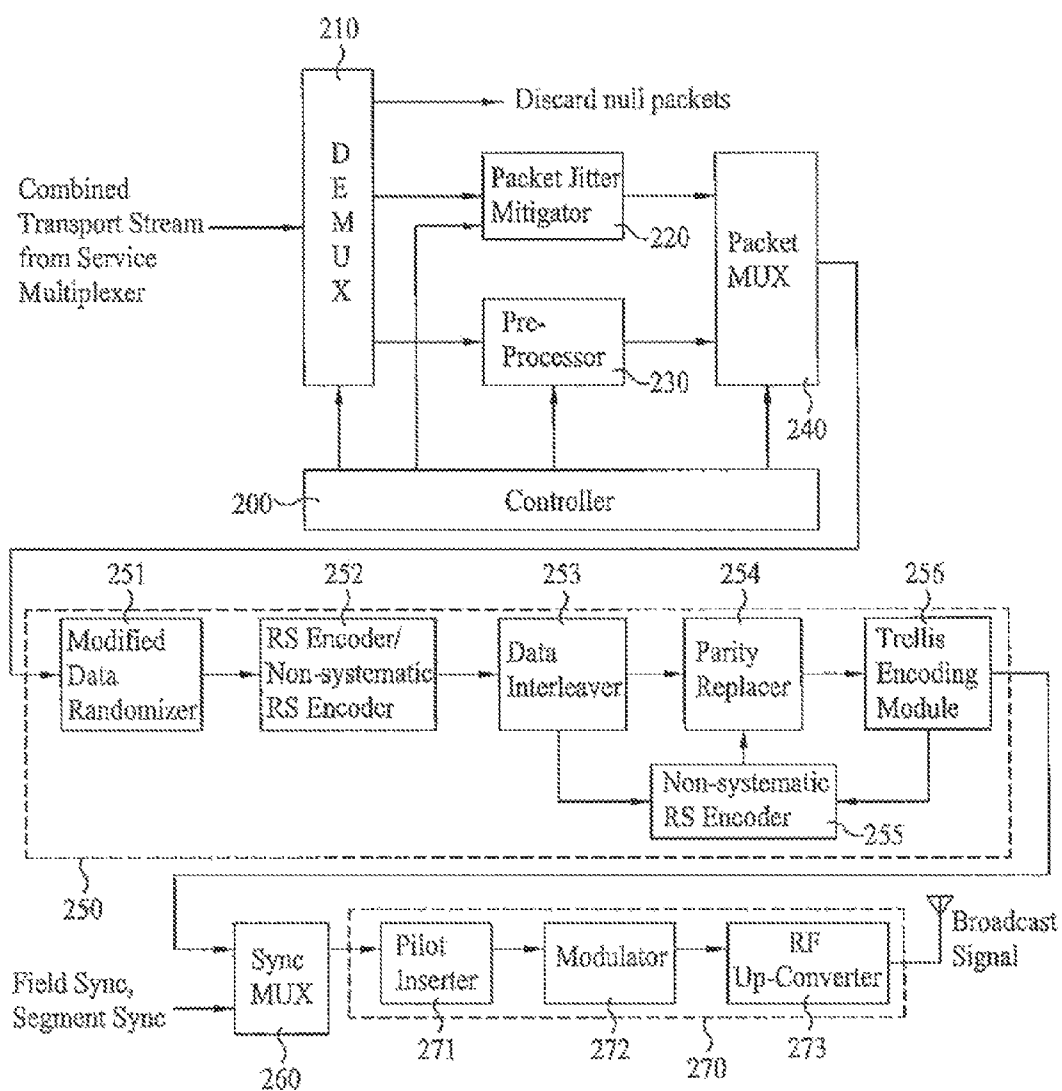 210
D
E
M
U
X
Discard null packets
Combined
Transport Stream
from Service
Multiplexer
Packet Jitter
Mitigator
220
Packet
MUX
Pre-
Processor
230
240
200
Controller
251
252
253
254
256
Modified
Data
Randomizer
RS Encoder/
Non-systematic
RS Encoder
Data
Interleaver
Parity
Replacer
Trellis
Encoding
Module
Non-systematic
RS Encoder
255
250
Field Sync,
Segment Sync
Sync
MUX
260
Pilot
Inserter
271
Modulator
272
RF
Up-Converter
273
270
Broadcast
Signal